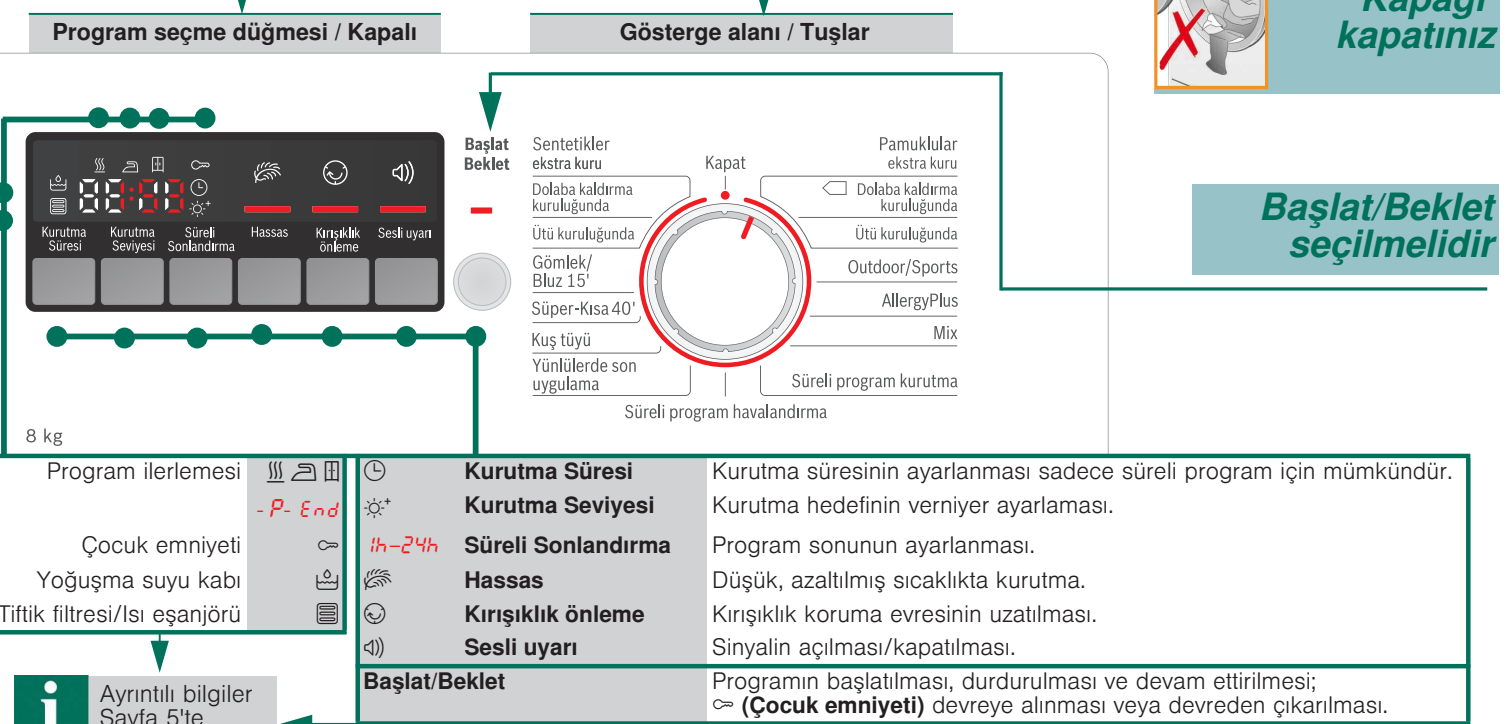 Program seçme düğmesi / Kapalı
Gösterge alanı / Tuşlar
Kapağı
kapatınız
Başlat/Beklet
seçilmelidir
Kurutma
Süresi
Kurutma
Seviyesi
Süreli
Sonlandırma
Hassas
Kırışıklık
önleme
Sesli uyarı
Başlat
Beklet
Sentetikler
ekstra kuru
Dolaba kaldırma
kuruluğunda
Ütü kuruluğunda
Gömlek/
Bluz 15'
Süper-Kısa 40'
Kuş tüyü
Yünlülerde son
uygulama
Kapat
Pamuklular
ekstra kuru
Dolaba kaldırma
kuruluğunda
Ütü kuruluğunda
Outdoor/Sports
AllergyPlus
Mix
Süreli program kurutma
Süreli program havalandırma
8 kg
Program ilerlemesi
- P- End
Çocuk emniyeti
Yoğuşma suyu kabı
Tiftik filtresi/Isı eşanjörü
Kurutma Süresi Kurutma süresinin ayarlanması sadece süreli program için mümkündür.
Kurutma Seviyesi Kurutma hedefinin verniyer ayarlaması.
1h-24h Süreli Sonlandırma Program sonunun ayarlanması.
Hassas Düşük, azaltılmış sıcaklıkta kurutma.
Kırışıklık önleme Kırışıklık koruma evresinin uzatılması.
Sesli uyarı Sinyalin açılması/kapatılması.
Başlat/Beklet Programın başlatılması, durdurulması ve devam ettirilmesi;
(Çocuk emniyeti) devreye alınması veya devreden çıkarılması.
i
Ayrıntılı bilgiler
Sayfa 5'te